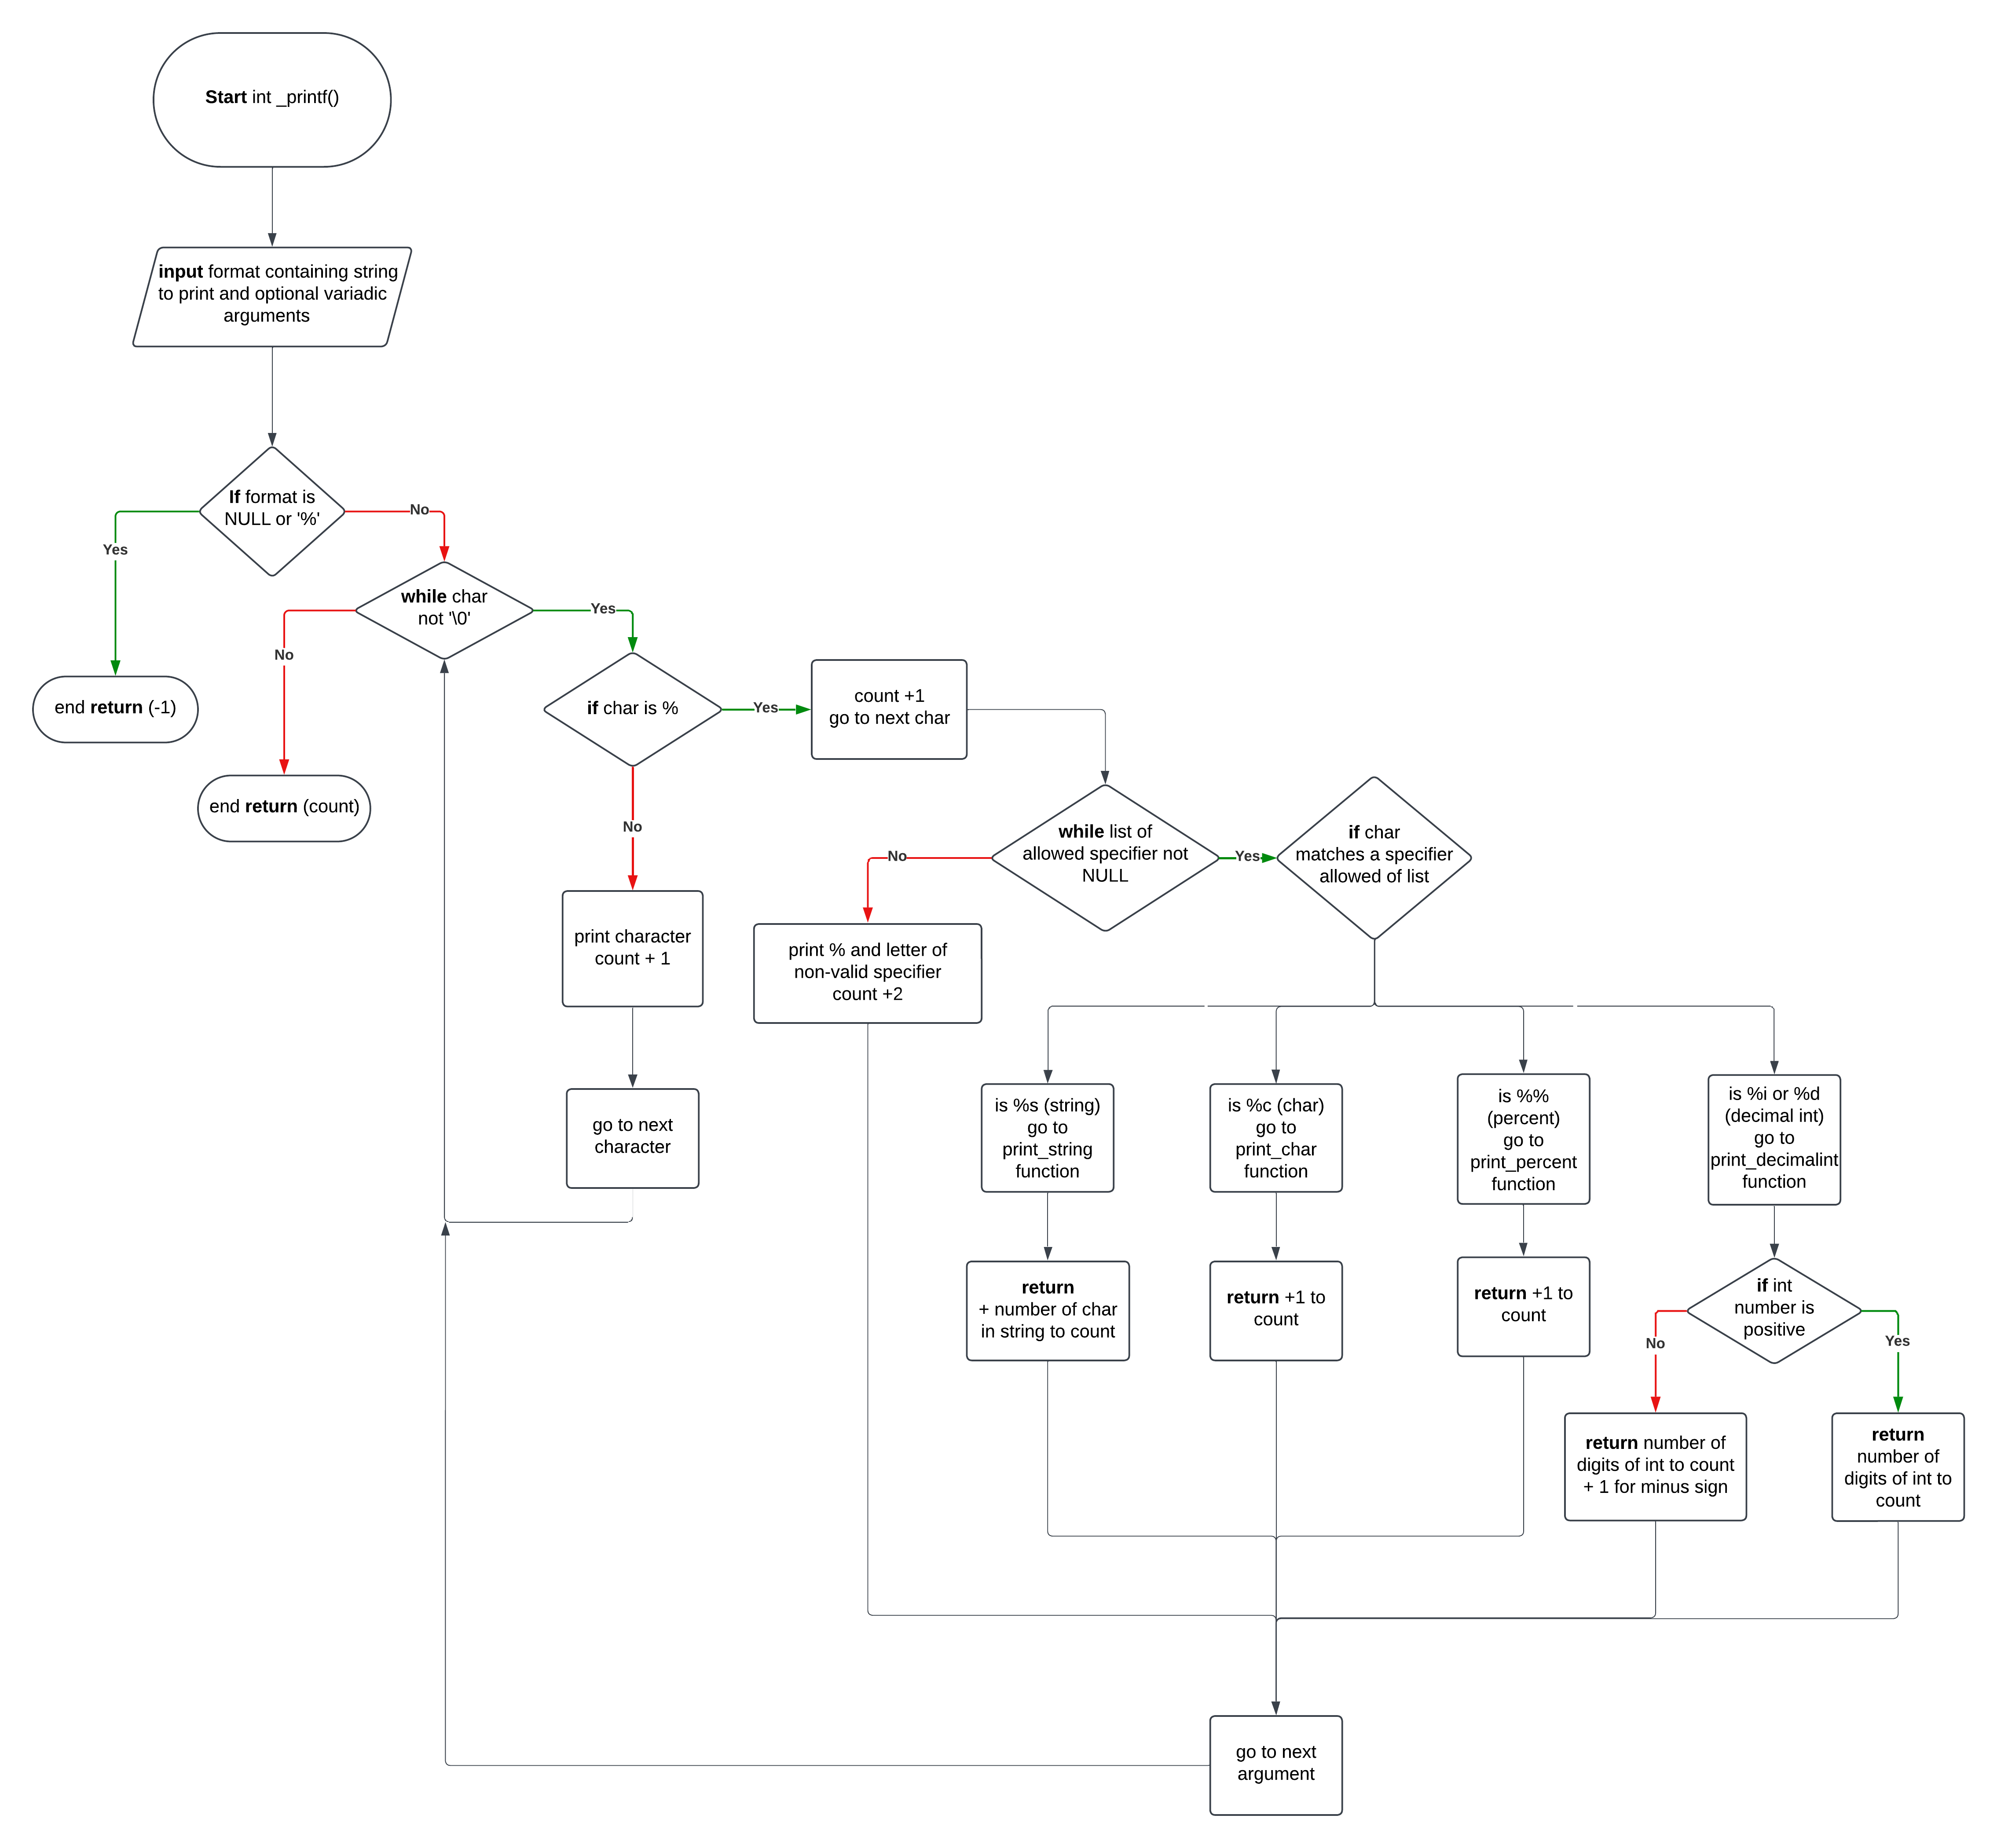 Start int _printf()
input format containing string
to print and optional variadic
arguments
If format is
NULL or '%'
Yes
No
end return (-1)
while char
not '\0'
No
Yes
end return (count)
if char is %
Yes
No
count +1
go to next char
print character
count + 1
go to next
character
while list of
allowed specifier not
NULL
No
Yes
print % and letter of
non-valid specifier
count +2
if char
matches a specifier
allowed of list
is %s (string)
go to
print_string
function
is %c (char)
go to
print_char
function
is %%
(percent)
go to
print_percent
function
is %i or %d
(decimal int)
go to
print_decimalint
function
return
+ number of char
in string to count
return +1 to
count
return +1 to
count
if int
number is
positive
No
Yes
return number of
digits of int to count
+ 1 for minus sign
return
number of
digits of int to
count
go to next
argument